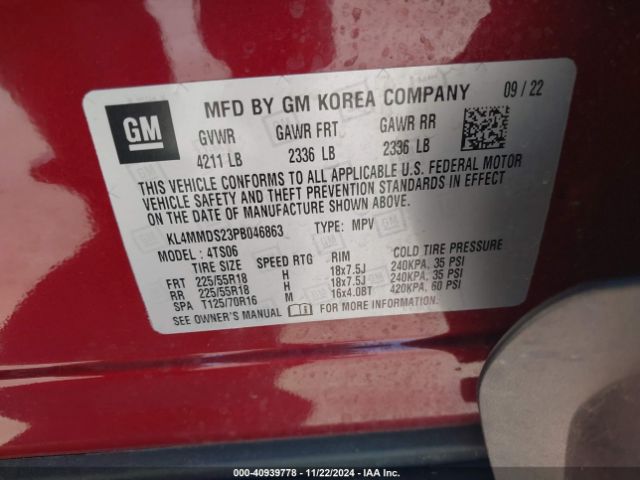 GM
MFD BY GM KOREA COMPANY 09 / 22
GVWR GAWR FRT GAWR RR
4211 LB 2336 LB 2336 LB
THIS VEHICLE CONFORMS TO ALL APPLICABLE U.S. FEDERAL MOTOR
VEHICLE SAFETY AND THEFT PREVENTION STANDARDS IN EFFECT
ON THE DATE OF MANUFACTURE SHOWN ABOVE.
KL4MMDS23PB046863 TYPE: MPV
MODEL: 4TS06
TIRE SIZE SPEED RTG RIM COLD TIRE PRESSURE
FRT 225/55R18 H 18x7.5J 240KPA, 35 PSI
RR 225/55R18 H 18x7.5J 240KPA, 35 PSI
SPA T125/70R16 M 16x4.0BT 420KPA, 60 PSI
SEE OWNER'S MANUAL FOR MORE INFORMATION.
000-40939778 - 11/22/2024 - IAA Inc.